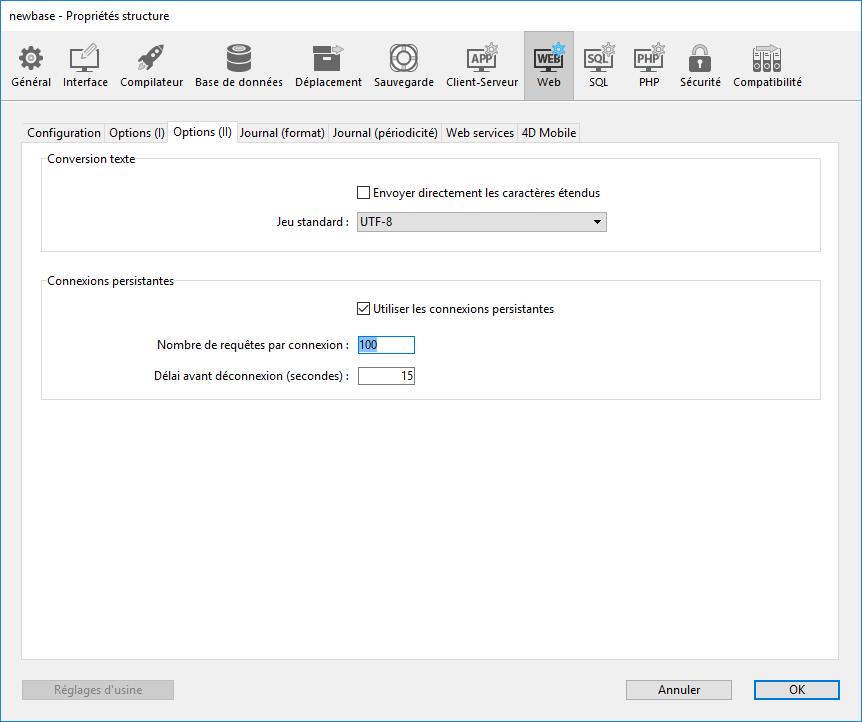 newbase - Propriétés structure
APP WEB SQL PHP
Général Interface Compilateur Base de données Déplacement Sauvegarde Client-Serveur Web SQL PHP Sécurité Compatibilité
Configuration Options (I) Options (II) Journal (format) Journal (périodicité) Web services 4D Mobile
Conversion texte
Envoyer directement les caractères étendus
Jeu standard : UTF-8
Connexions persistantes
Utiliser les connexions persistantes
Nombre de requêtes par connexion : 100
Délai avant déconnexion (secondes) : 15
Réglages d'usine Annuler OK